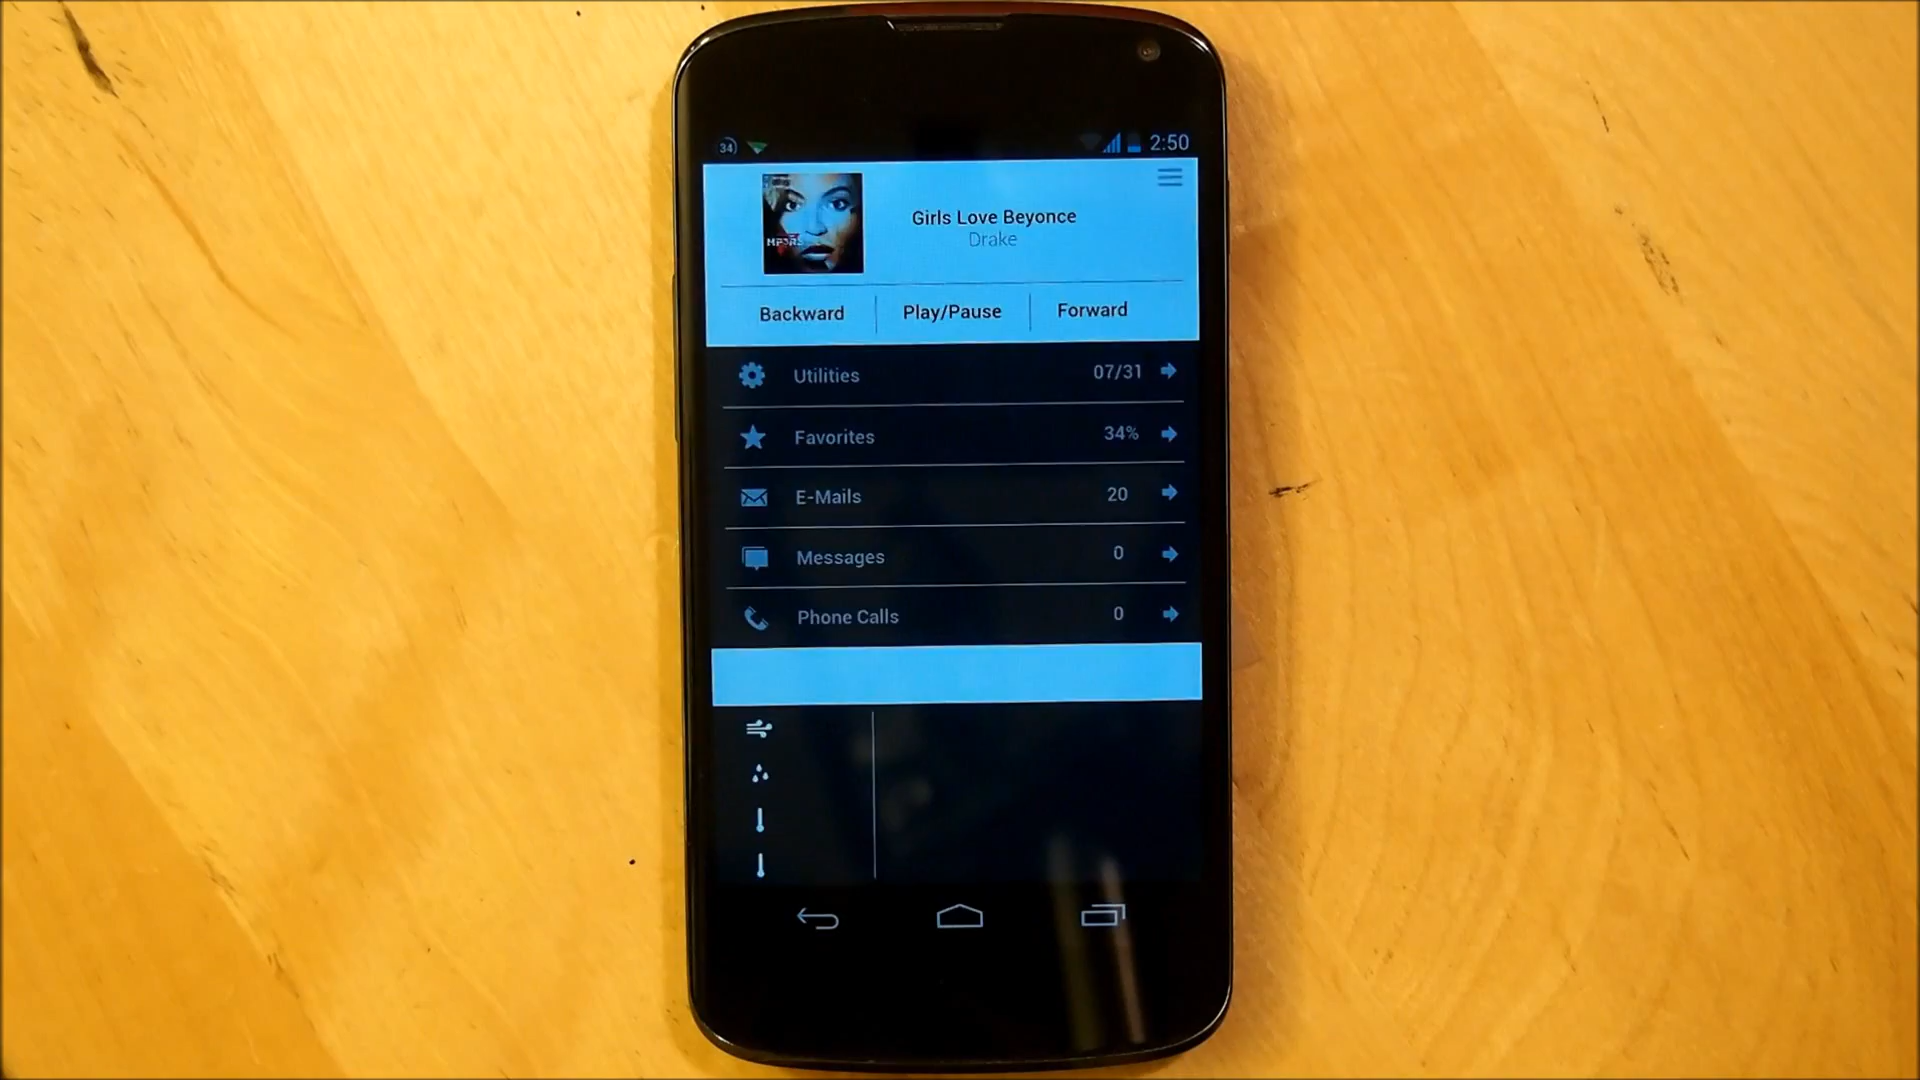 34 2:50
Girls Love Beyonce
Drake
Backward Play/Pause Forward
Utilities 07/31
Favorites 34%
E-Mails 20
Messages 0
Phone Calls 0